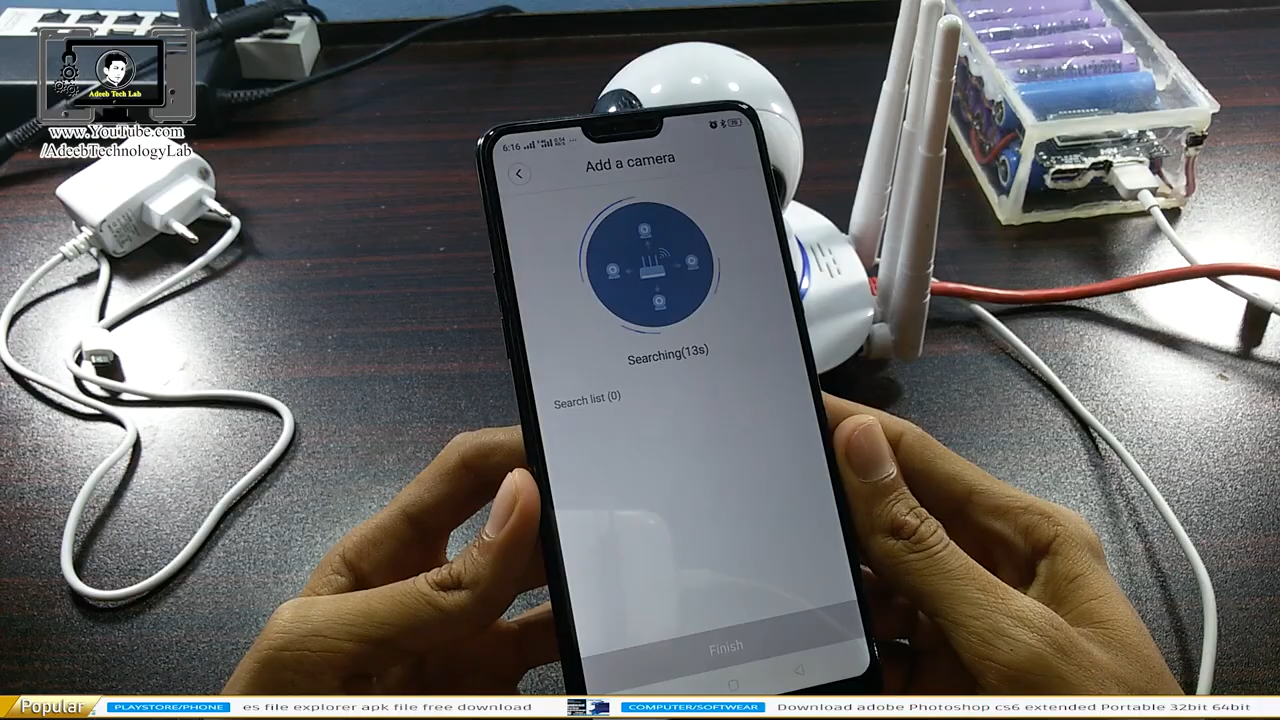 Adeeb Tech Lab
www.YouTube.com
/AdeebTechnologyLab
6:16
Add a camera
Searching(13s)
Search list (0)
Finish
Popular
PLAYSTORE/PHONE
es file explorer apk file free download
COMPUTER/SOFTWEAR
Download adobe Photoshop cs6 extended Portable 32bit 64bit